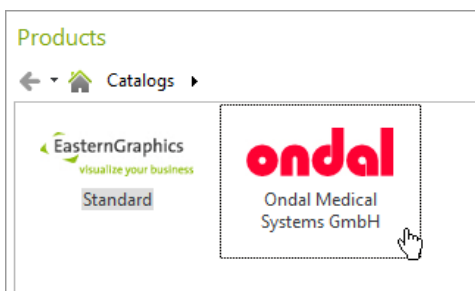 Products
Catalogs
EasternGraphics
visualize your business
Standard
ondal
Ondal Medical
Systems GmbH